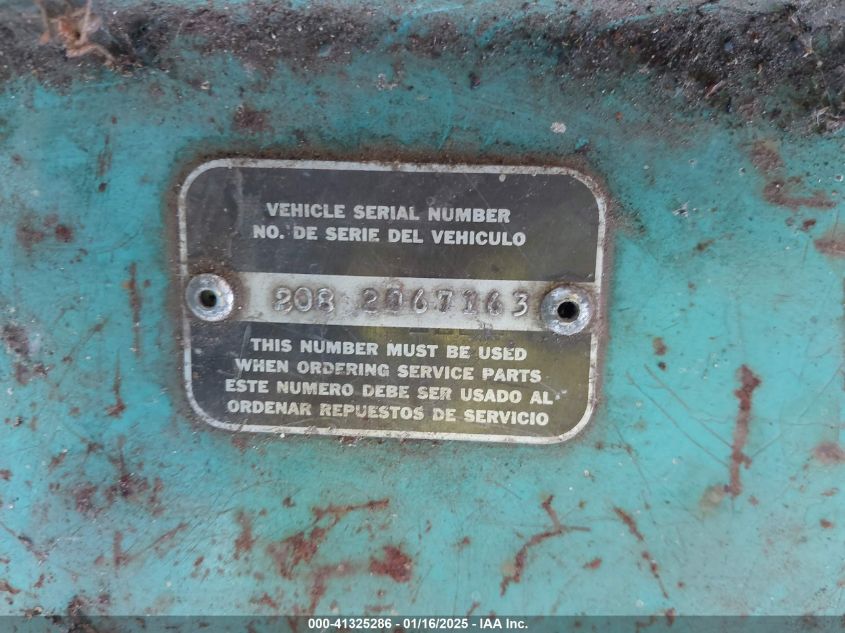 VEHICLE SERIAL NUMBER
NO. DE SERIE DEL VEHICULO
208 2067163
THIS NUMBER MUST BE USED
WHEN ORDERING SERVICE PARTS
ESTE NUMERO DEBE SER USADO AL
ORDENAR REPUESTOS DE SERVICIO
000-41325286 - 01/16/2025 - IAA Inc.